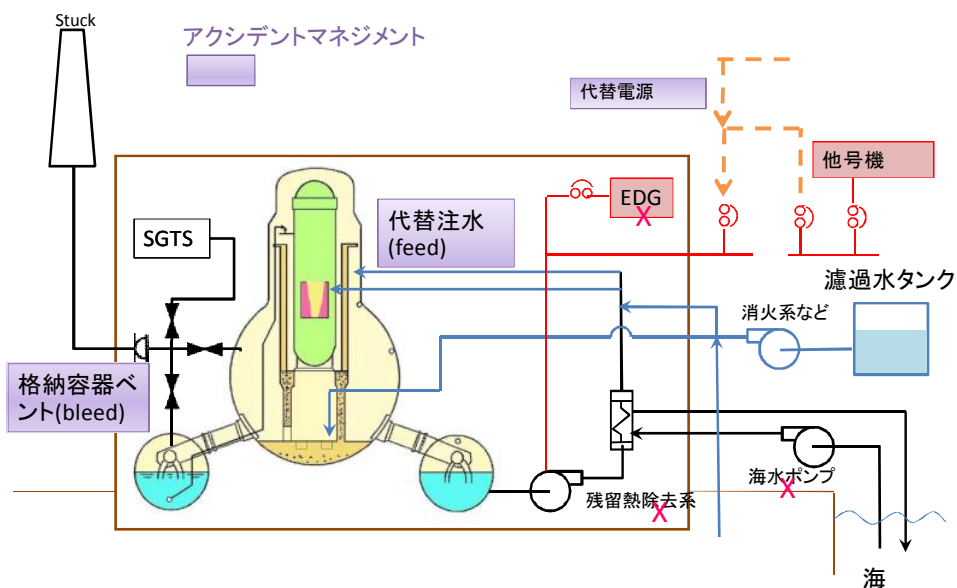 Stuck
アクシデントマネジメント
代替電源
他号機
EDG
X
SGTS
代替注水
(feed)
濾過水タンク
消火系など
格納容器ベ
ント(bleed)
海水ポンプ
X
残留熱除去系
X
海